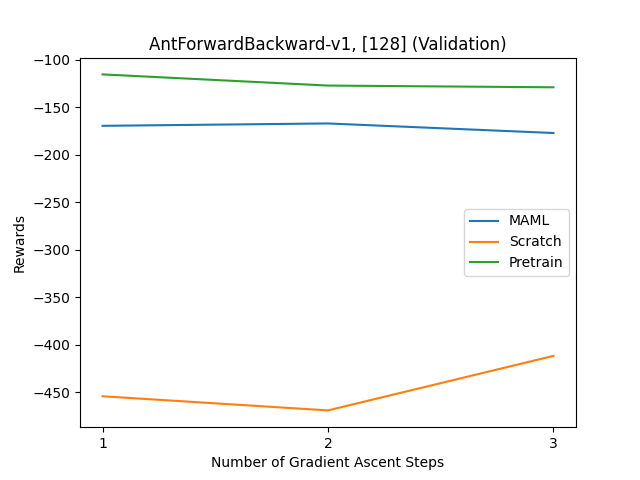 AntForwardBackward-v1, [128] (Validation)
−100
−150
−200
−250
−300
−350
−400
−450
Rewards
MAML
Scratch
Pretrain
1 2 3
Number of Gradient Ascent Steps